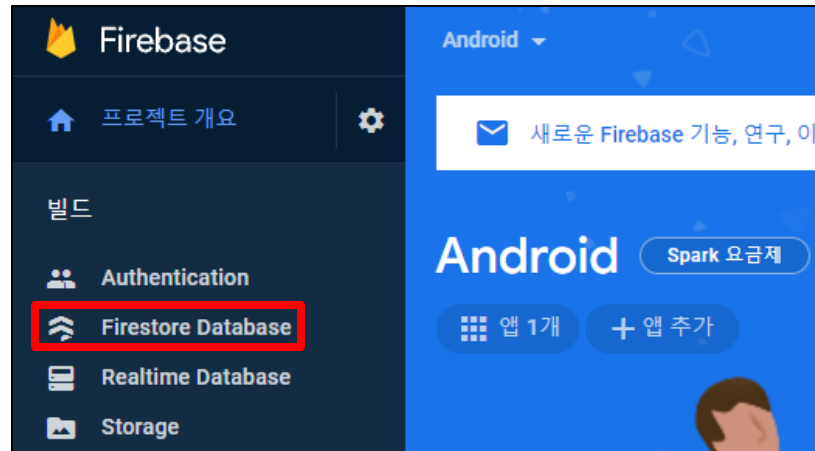 Firebase
프로젝트 개요
빌드
Authentication
Firestore Database
Realtime Database
Storage
Android
새로운 Firebase 기능, 연구, 이
Android
Spark 요금제
앱 1개
+ 앱 추가